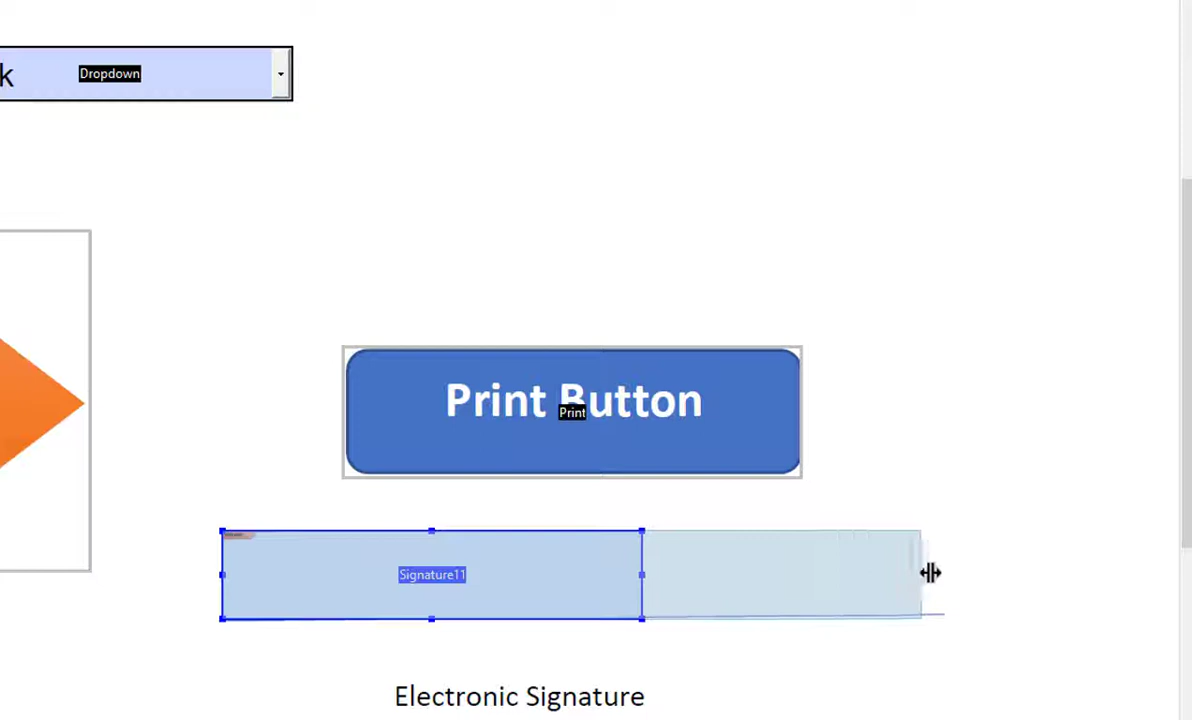 k
Dropdown
Print Button
Print
Signature11
Electronic Signature